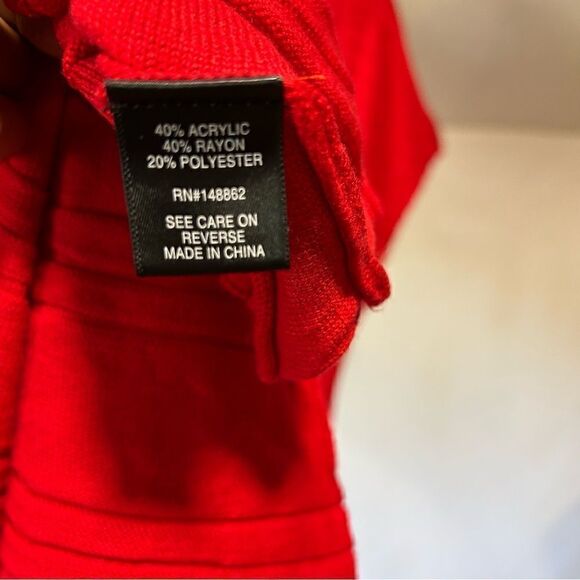 40% ACRYLIC
40% RAYON
20% POLYESTER
RN#148862
SEE CARE ON
REVERSE
MADE IN CHINA